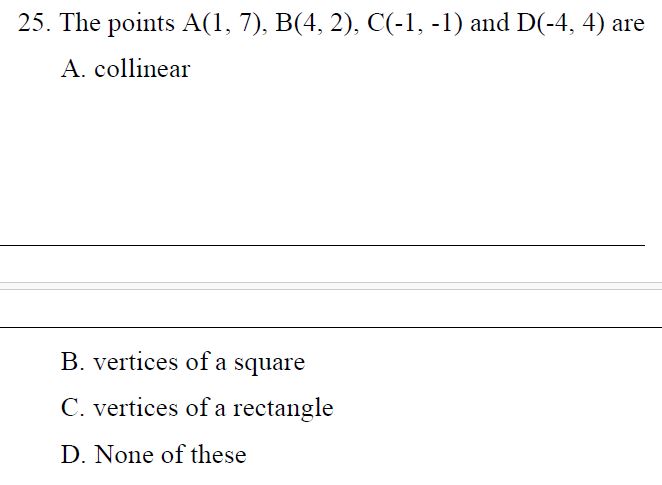 25. The points A(1, 7), B(4, 2), C(-1, -1) and D(-4, 4) are
A. collinear
B. vertices of a square
C. vertices of a rectangle
D. None of these